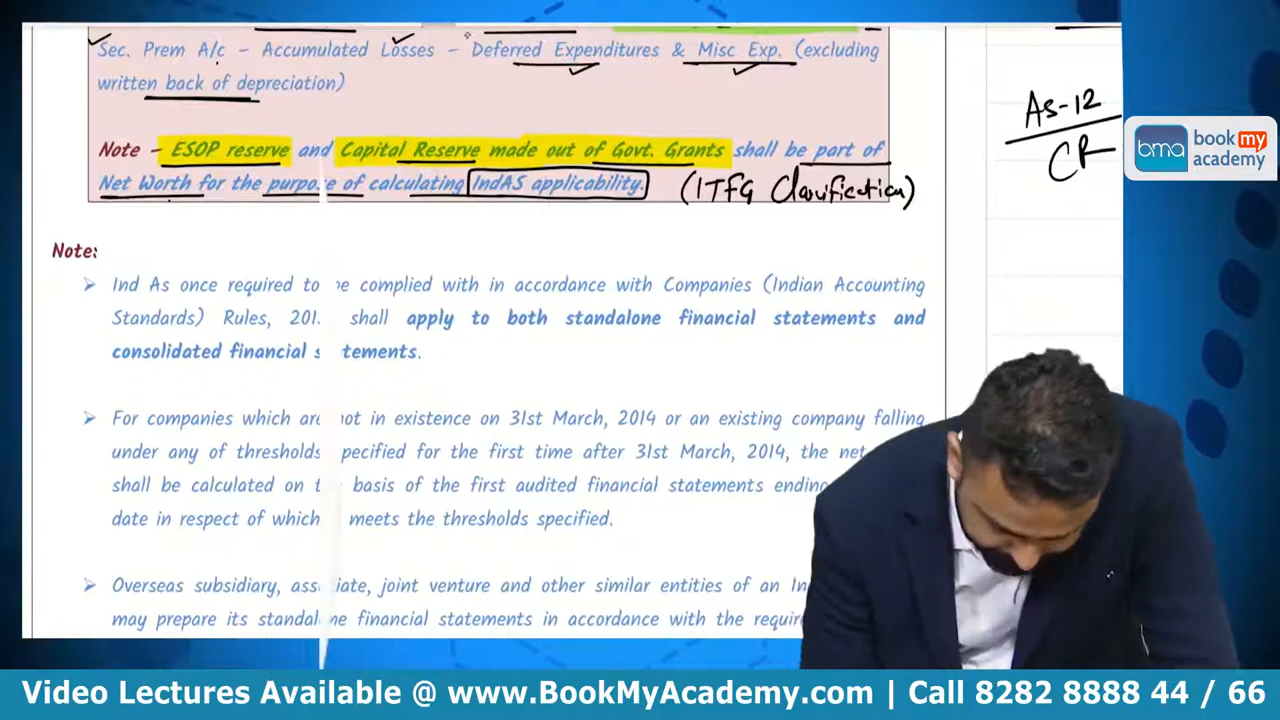 Sec. Prem A/c – Accumulated Losses – Deferred Expenditures & Misc Exp. (excluding
written back of depreciation)
Note – ESOP reserve and Capital Reserve made out of Govt. Grants shall be part of
Net Worth for the purpose of calculating IndAS applicability. (ITFG Clarification)
AS-12
CR
bma book my academy
Note:
Ind As once required to be complied with in accordance with Companies (Indian Accounting
Standards) Rules, 201 shall apply to both standalone financial statements and
consolidated financial statements.
For companies which are not in existence on 31st March, 2014 or an existing company falling
under any of thresholds specified for the first time after 31st March, 2014, the net
shall be calculated on the basis of the first audited financial statements ending
date in respect of which it meets the thresholds specified.
Overseas subsidiary, associate, joint venture and other similar entities of an In
may prepare its standalone financial statements in accordance with the requir
Video Lectures Available @ www.BookMyAcademy.com | Call 8282 8888 44 / 66